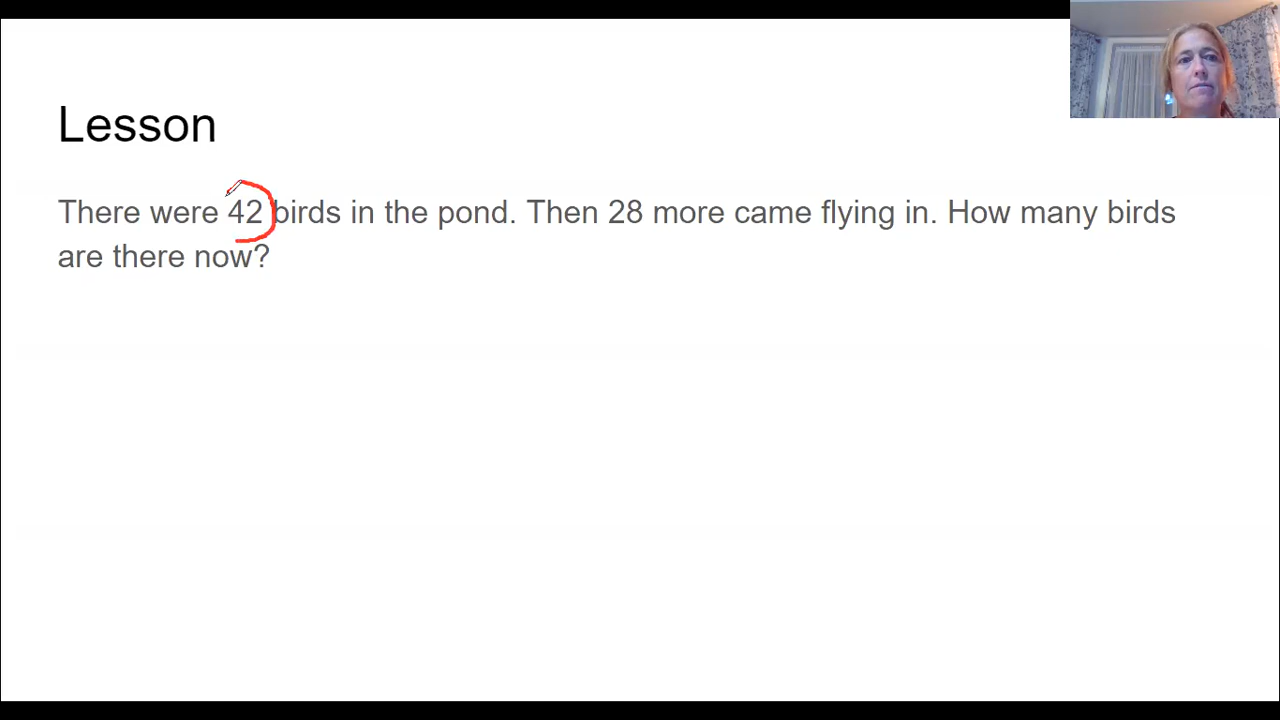 Lesson
There were 42 birds in the pond. Then 28 more came flying in. How many birds
are there now?